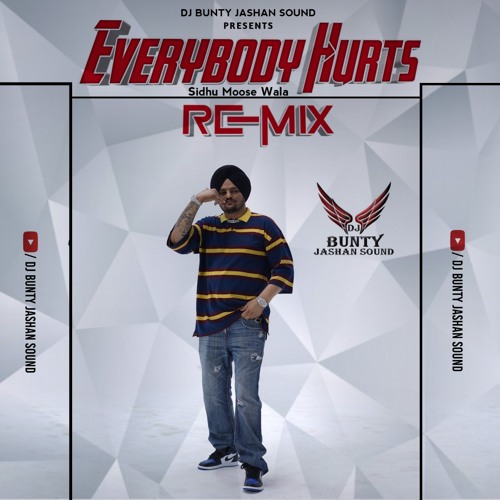 DJ BUNTY JASHAN SOUND
PRESENTS
EVERYBODY HURTS
Sidhu Moose Wala
RE-MIX
DJ
BUNTY
JASHAN SOUND
/ DJ BUNTY JASHAN SOUND
/ DJ BUNTY JASHAN SOUND